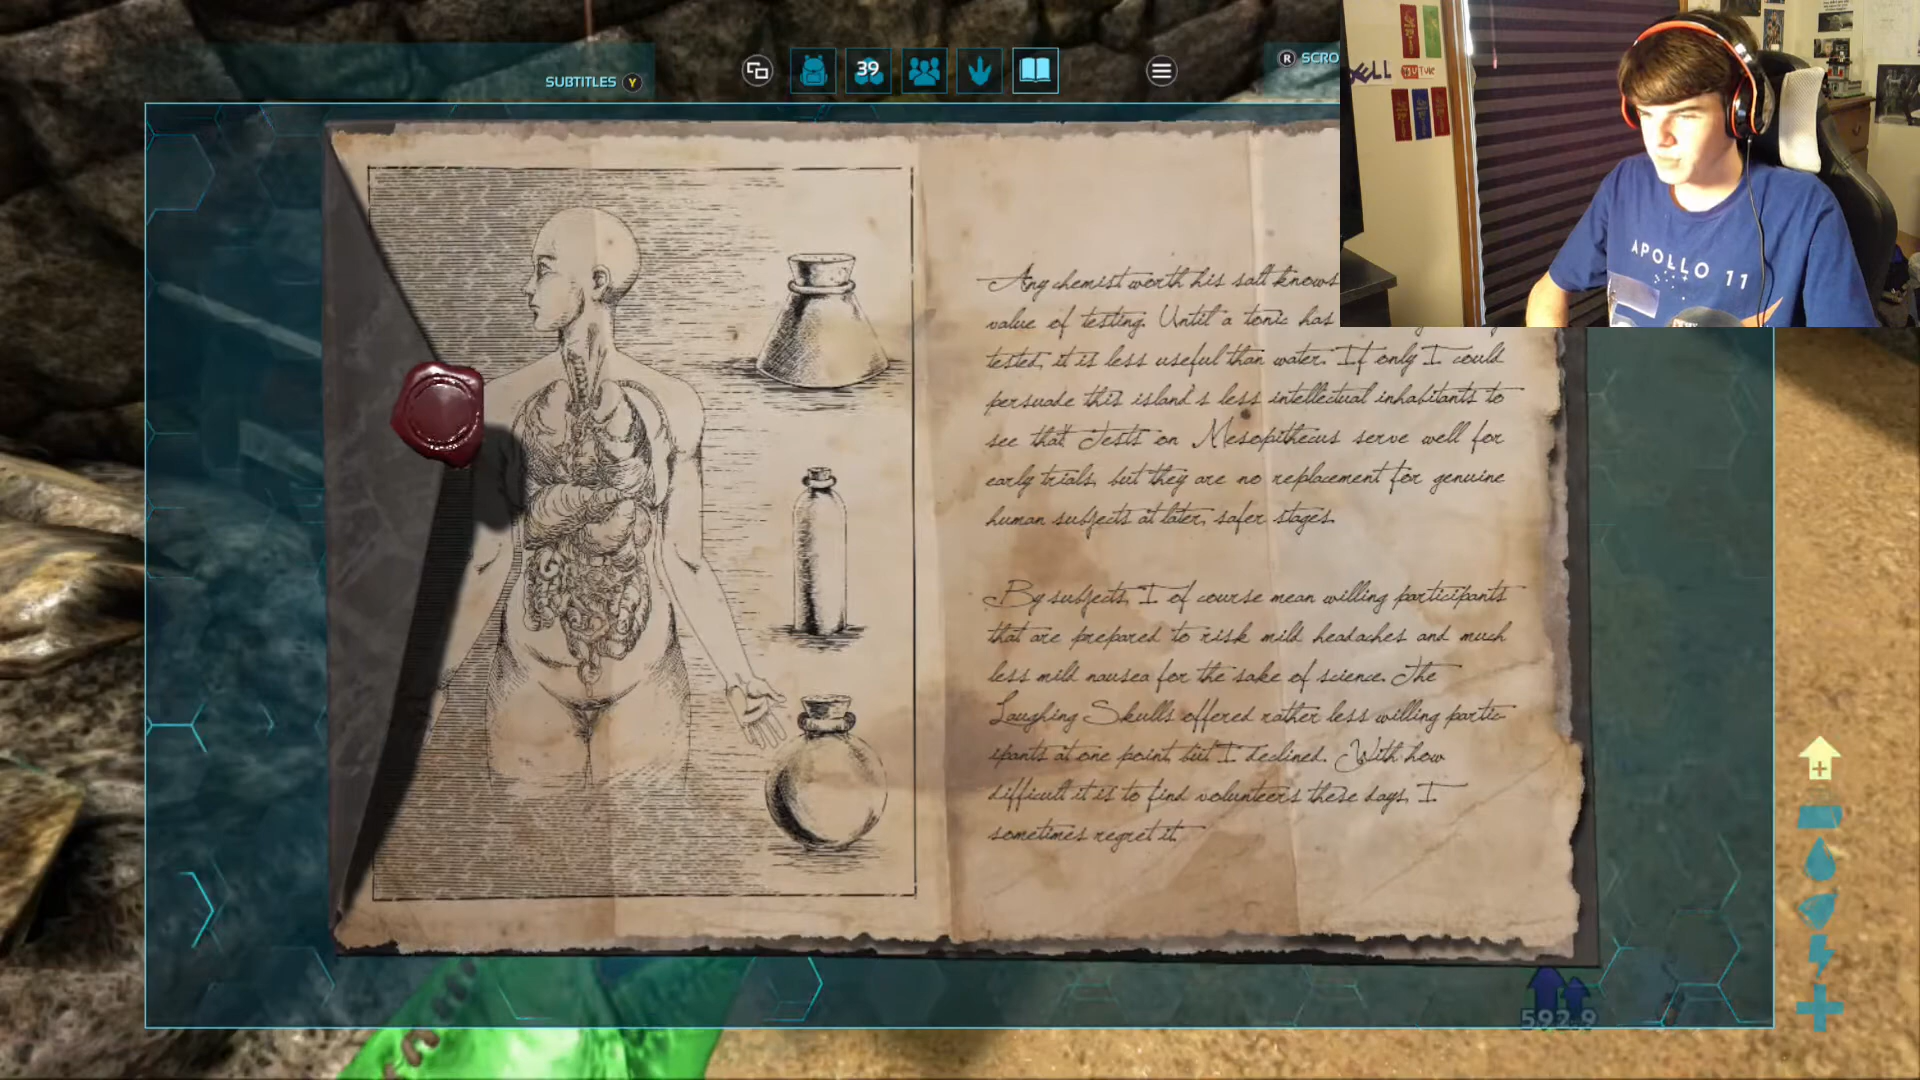 SUBTITLES Y
39
R SCRO
DELL
YOUTUBE
APOLLO 11
Any chemist worth his salt knows
value of testing. Until a tonic has
tested, it is less useful than water. If only I could
persuade this island's less intellectual inhabitants to
see that tests on Mesopithecus serve well for
early trials, but they are no replacement for genuine
human subjects at later, safer stages.
By subjects, I of course mean willing participants
that are prepared to risk mild headaches and much
less mild nausea for the sake of science. The
Laughing Skulls offered rather less willing partic-
ipants at one point, but I declined. With how
difficult it is to find volunteers these days, I
sometimes regret it.
592.9